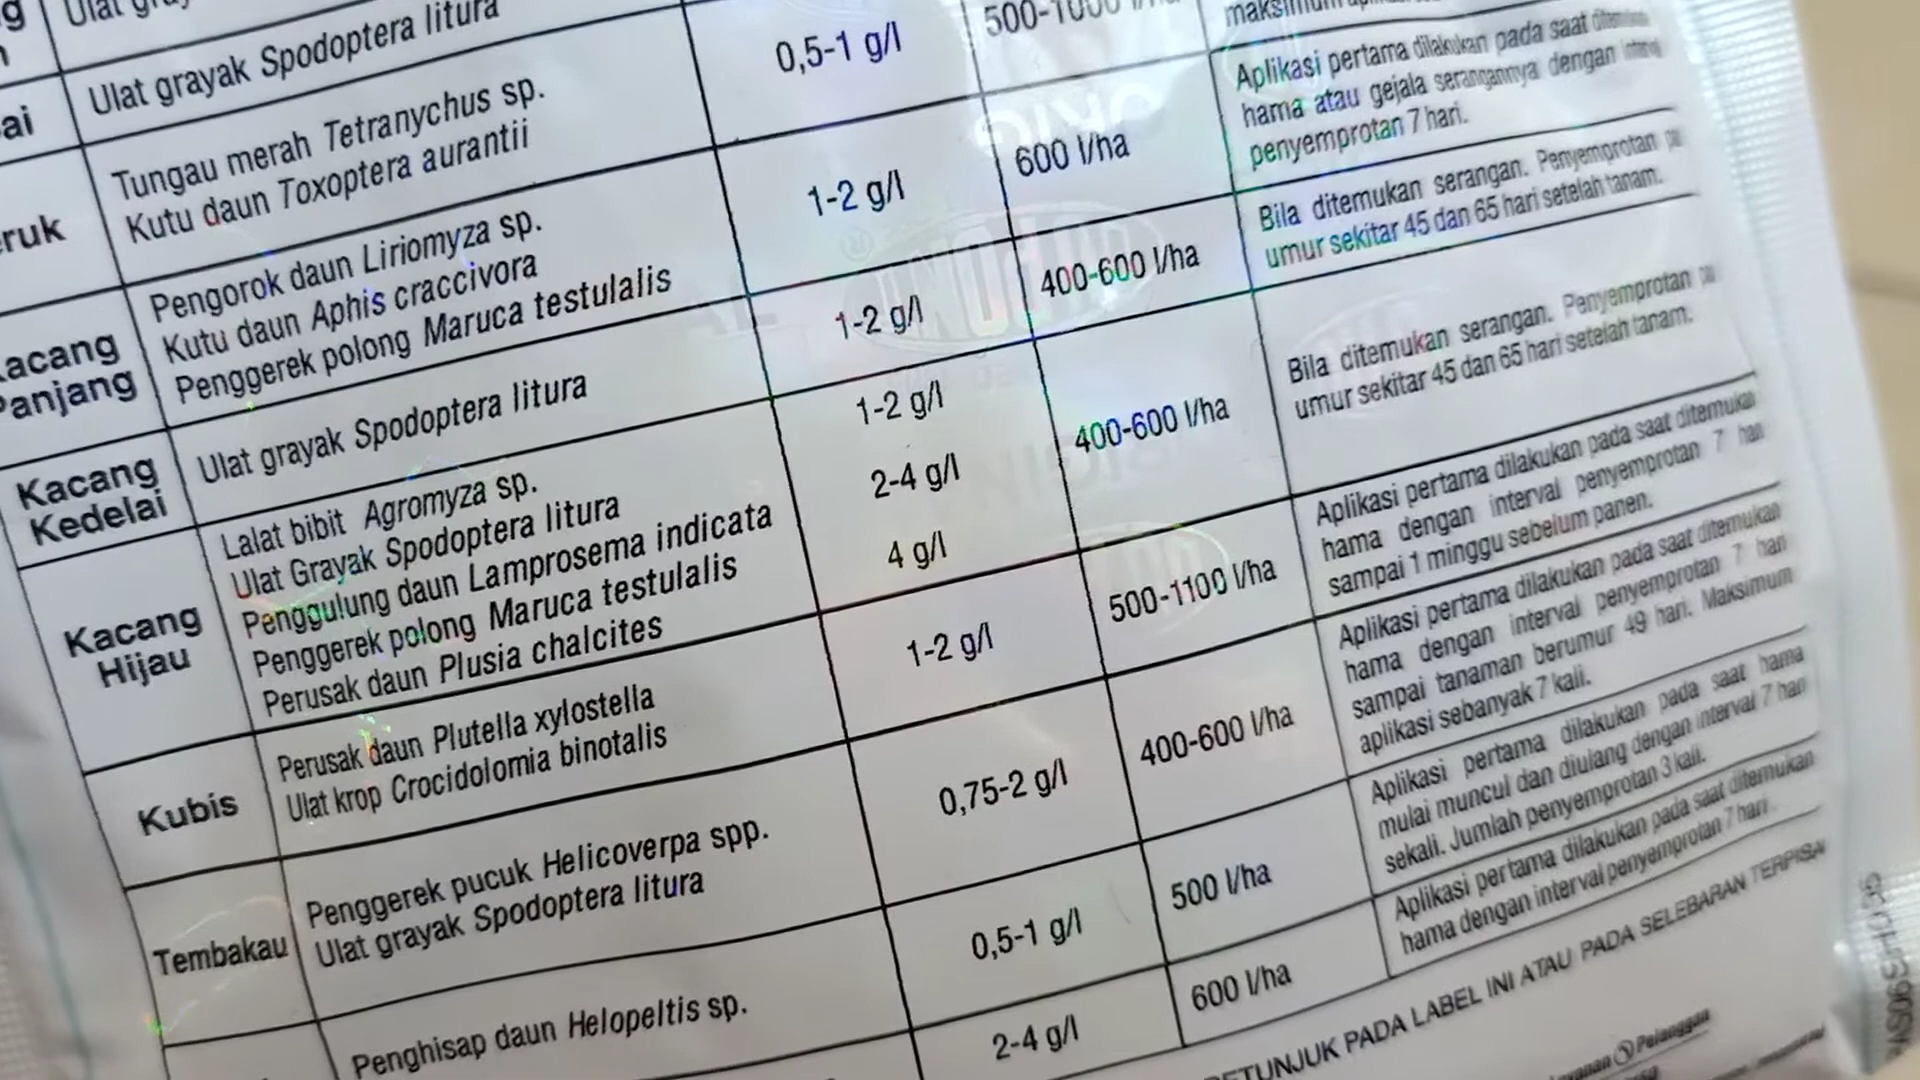 Ulat grayak Spodoptera litura
0,5-1 g/l
ai
Tungau merah Tetranychus sp.
Kutu daun Toxoptera aurantii
1-2 g/l
600 l/ha
Aplikasi pertama dilakukan pada saat
hama atau gejala serangannya dengan
penyemprotan 7 hari.
ruk
Pengorok daun Liriomyza sp.
Kutu daun Aphis craccivora
Penggerek polong Maruca testulalis
1-2 g/l
400-600 l/ha
Bila ditemukan serangan. Penyemprotan
umur sekitar 45 dan 65 hari setelah tanam.
acang
Panjang
Ulat grayak Spodoptera litura
1-2 g/l
2-4 g/l
4 g/l
400-600 l/ha
Bila ditemukan serangan. Penyemprotan
umur sekitar 45 dan 65 hari setelah tanam.
Kacang
Kedelai
Lalat bibit Agromyza sp.
Ulat Grayak Spodoptera litura
Penggulung daun Lamprosema indicata
Penggerek polong Maruca testulalis
Perusak daun Plusia chalcites
1-2 g/l
500-1100 l/ha
Aplikasi pertama dilakukan pada saat ditemukan
hama dengan interval penyemprotan 7 hari
sampai 1 minggu sebelum panen.
Kacang
Hijau
Perusak daun Plutella xylostella
Ulat krop Crocidolomia binotalis
0,75-2 g/l
400-600 l/ha
Aplikasi pertama dilakukan pada saat ditemukan
hama dengan interval penyemprotan 7 hari
sampai tanaman berumur 49 hari. Maksimum
aplikasi sebanyak 7 kali.
Kubis
Penggerek pucuk Helicoverpa spp.
Ulat grayak Spodoptera litura
0,5-1 g/l
500 l/ha
Aplikasi pertama dilakukan pada saat hama
mulai muncul dan diulang dengan interval 7 hari
sekali. Jumlah penyemprotan 3 kali.
Tembakau
Penghisap daun Helopeltis sp.
2-4 g/l
600 l/ha
Aplikasi pertama dilakukan pada saat ditemukan
hama dengan interval penyemprotan 7 hari.
PETUNJUK PADA LABEL INI ATAU PADA SELEBARAN TERPISA
Pelanggan